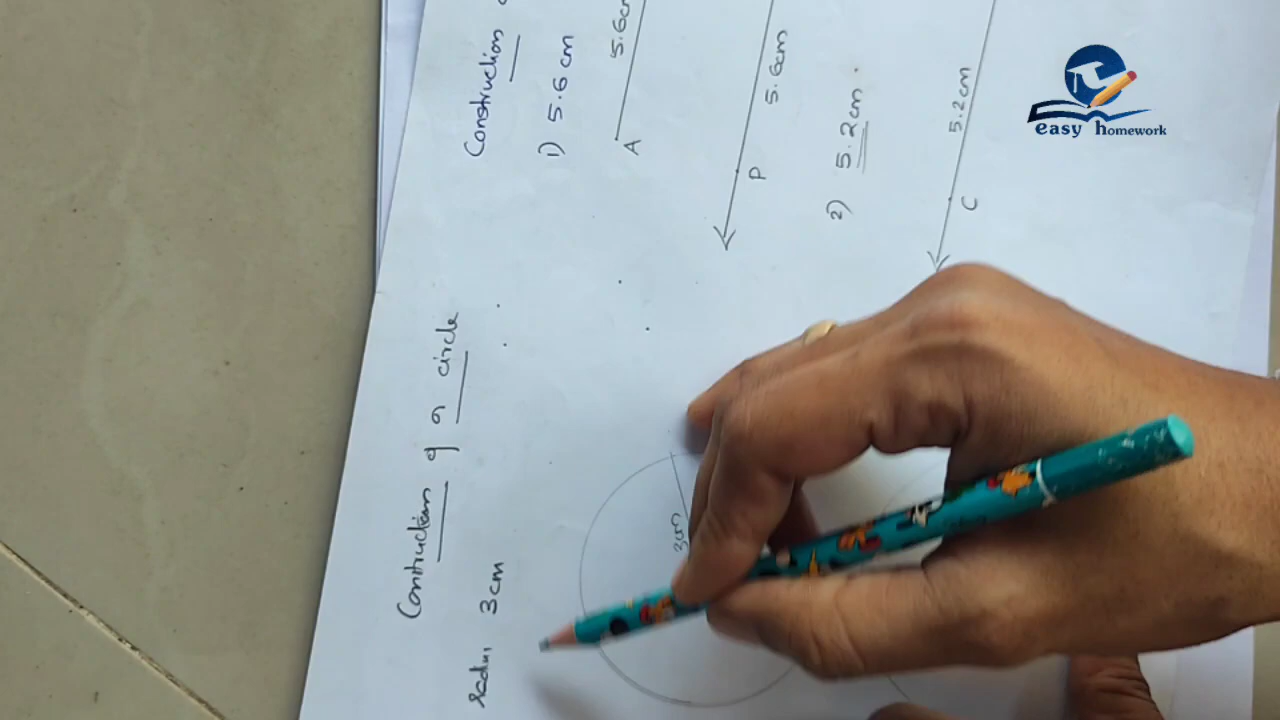 Construction
1) 5.6 cm
A
5.6cm
P
5.6cm
2) 5.2cm.
C
5.2cm
Construction of a circle
radius 3cm
3cm
easy homework